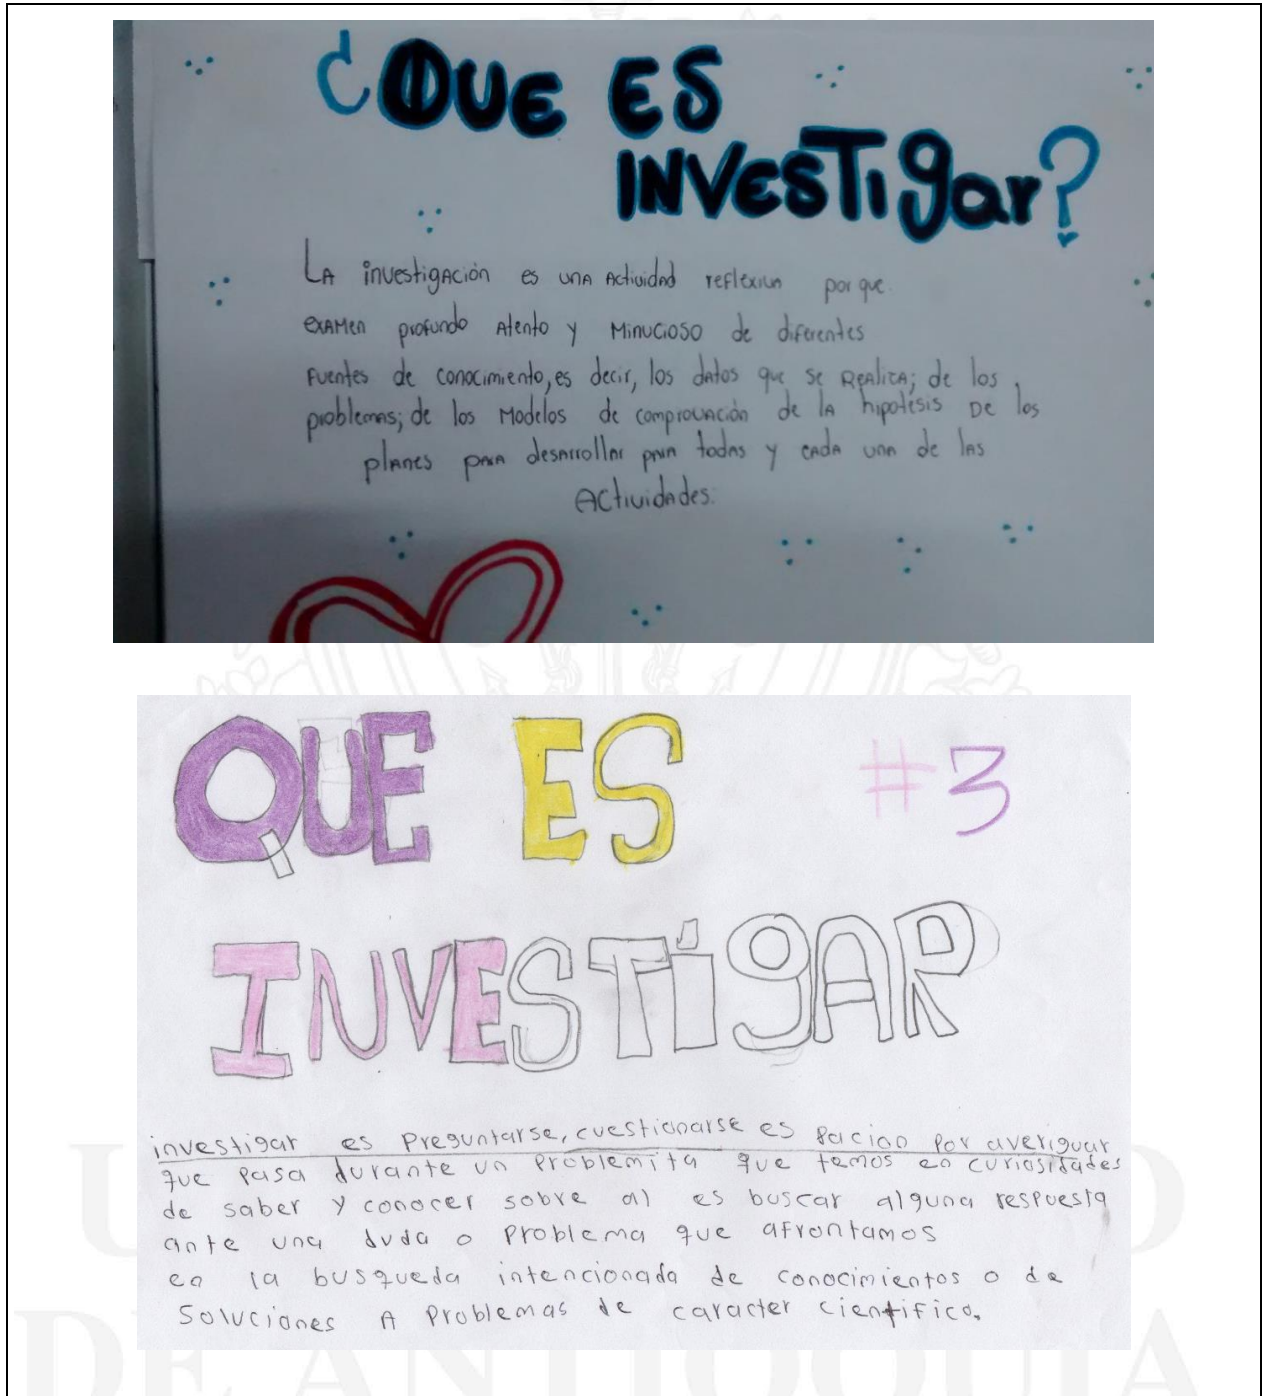 ¿QUE ES
INVESTIgar?
LA investigAción es unA Actividad reflexiva porque
exAMen profundo Atento y Minucioso de diferentes
Fuentes de conocimiento, es decir, los dAtos que se REAlizA; de los
problemas; de los Modelos de comprovAción de lA hipotesis DE los
plAnes parA desArrollAr parA todAs y cADA unA de lAs
Actividades.
QUE ES #3
INVESTIGAR
investigar es Preguntarse, cuestionarse es Pacion Por averiguar
que pasa durante un Problemita que temos en curiosidades
de saber y conocer sobre al es buscar alguna respuesta
ante una duda o Problema que afrontamos
en la busqueda intencionada de conocimientos o de
Soluciones A Problemas de caracter cientifico.
DE ANTIOQUIA